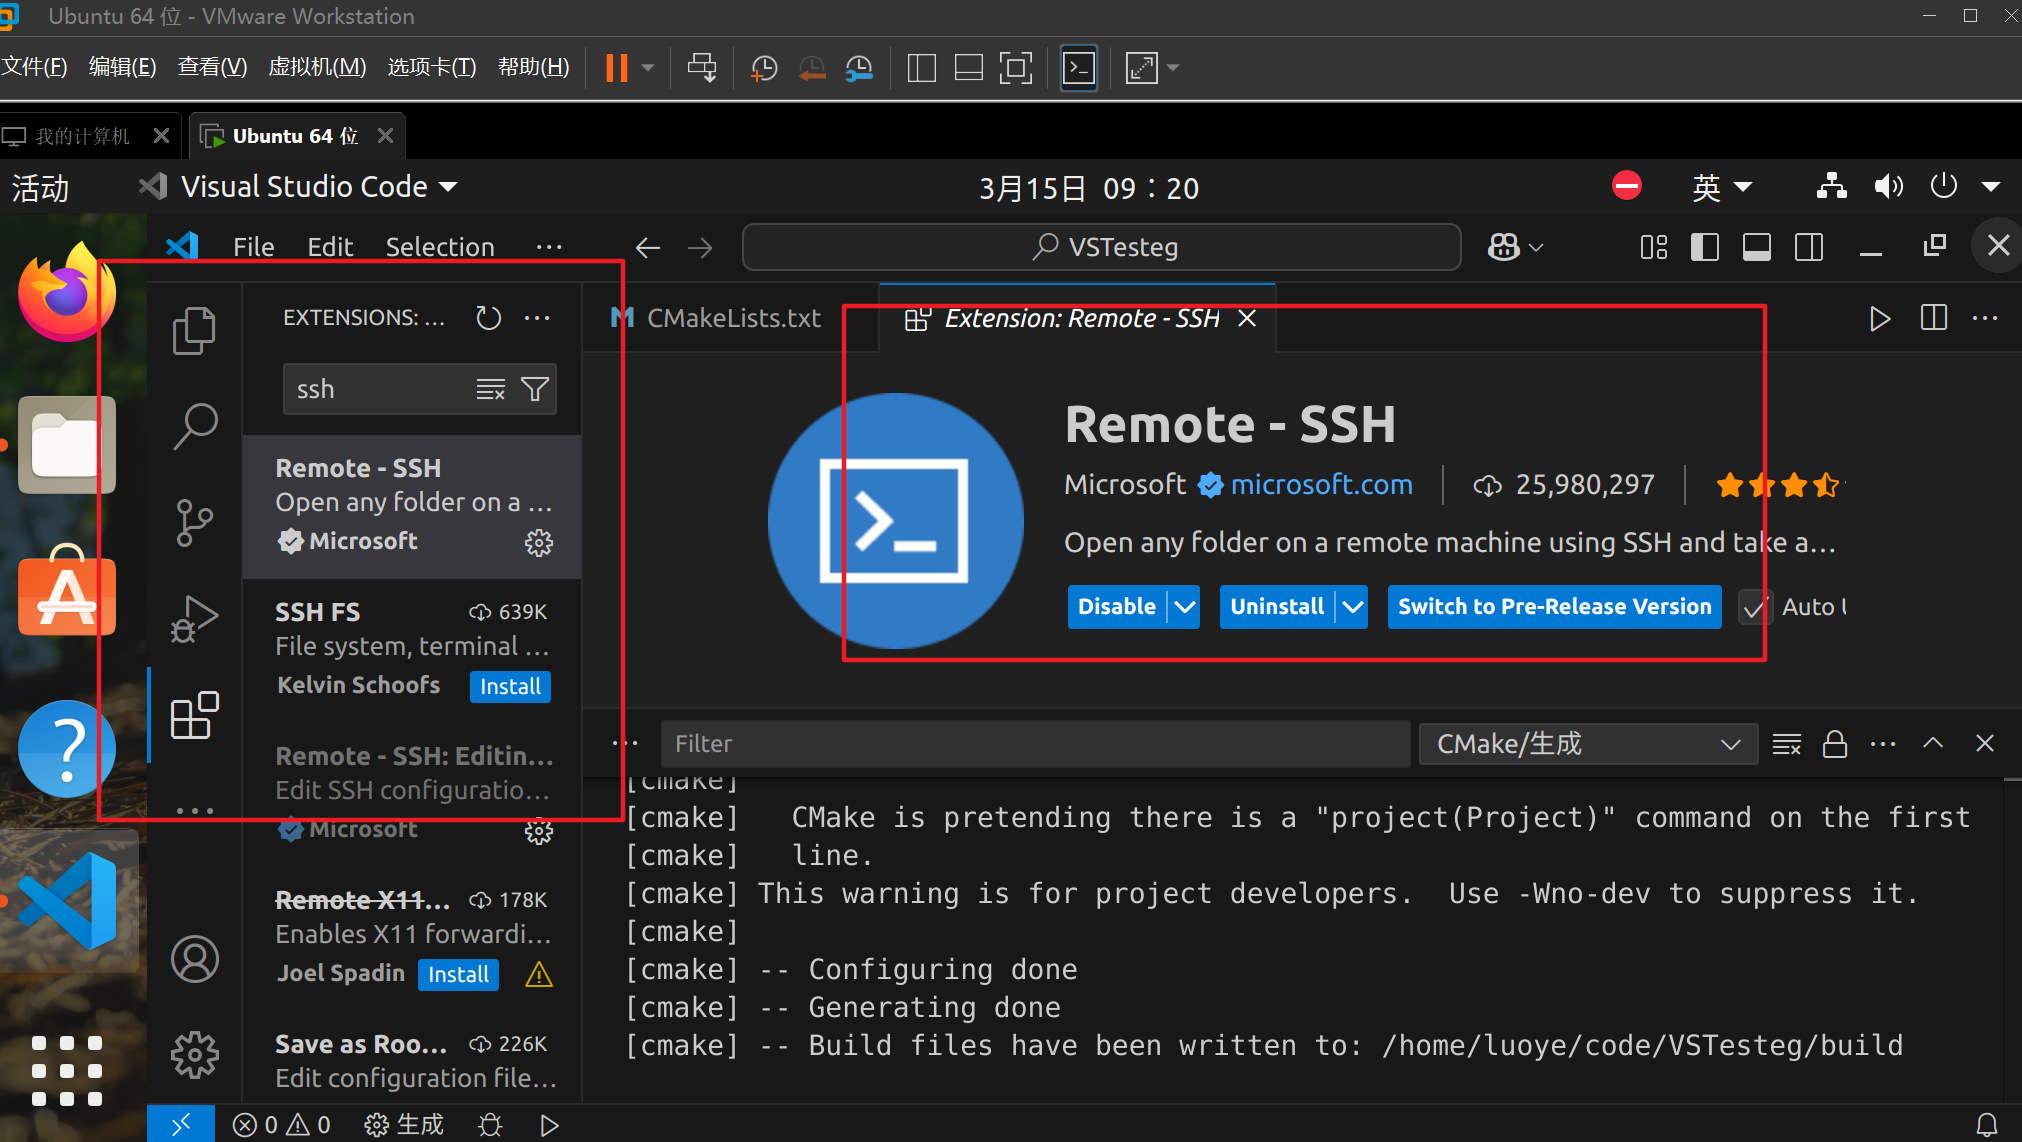 Ubuntu 64 位 - VMware Workstation
文件(F) 编辑(E) 查看(V) 虚拟机(M) 选项卡(T) 帮助(H)
我的计算机 Ubuntu 64 位
活动 Visual Studio Code 3月15日 09：20 英
File Edit Selection ··· VSTesteg
EXTENSIONS: ...
CMakeLists.txt
Extension: Remote - SSH
ssh
Remote - SSH
Open any folder on a ...
Microsoft
SSH FS 639K
File system, terminal ...
Kelvin Schoofs Install
Remote - SSH: Editin...
Edit SSH configuratio...
Microsoft
Remote X11... 178K
Enables X11 forwardi...
Joel Spadin Install
Save as Roo... 226K
Edit configuration file...
Remote - SSH
Microsoft microsoft.com 25,980,297
Open any folder on a remote machine using SSH and take a...
Disable Uninstall Switch to Pre-Release Version Auto
Filter CMake/生成
[cmake]
[cmake]   CMake is pretending there is a "project(Project)" command on the first
[cmake]   line.
[cmake] This warning is for project developers.  Use -Wno-dev to suppress it.
[cmake]
[cmake] -- Configuring done
[cmake] -- Generating done
[cmake] -- Build files have been written to: /home/luoye/code/VSTesteg/build
0 0 生成